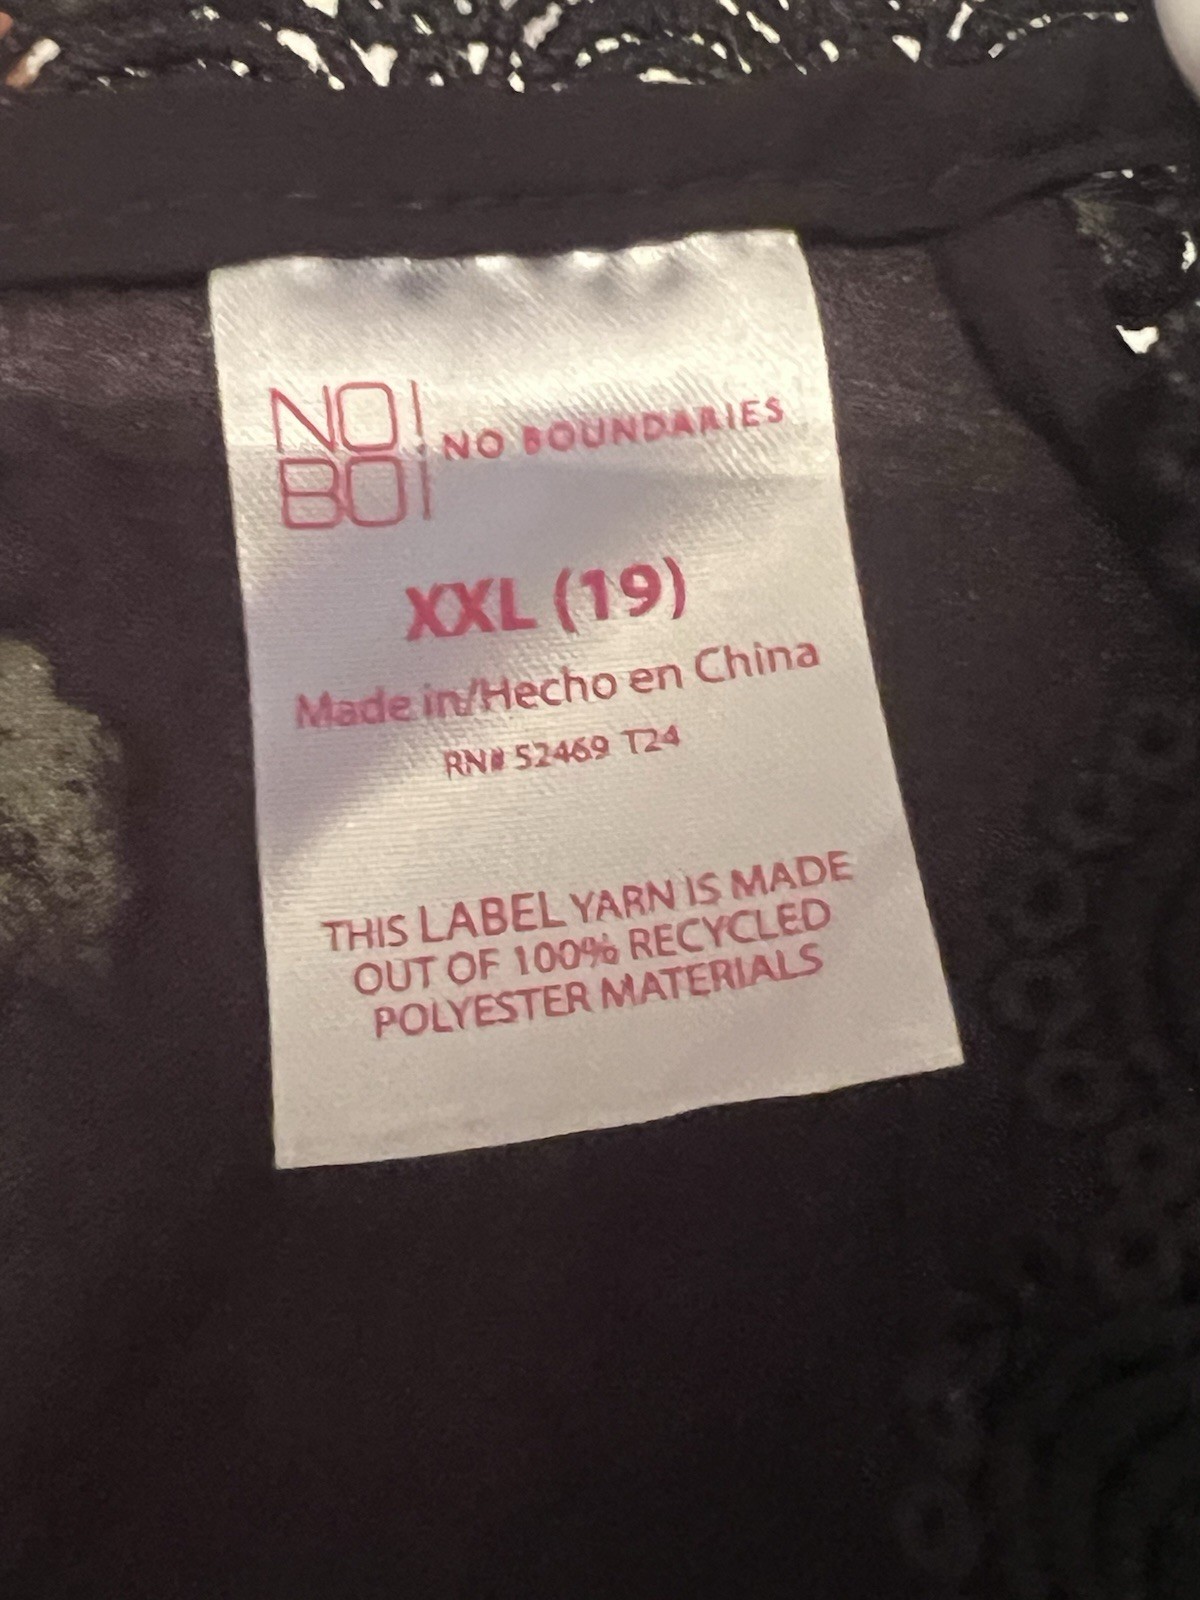 NO
BO
NO BOUNDARIES
XXL (19)
Made in/Hecho en China
RN# 52469 T24
THIS LABEL YARN IS MADE
OUT OF 100% RECYCLED
POLYESTER MATERIALS